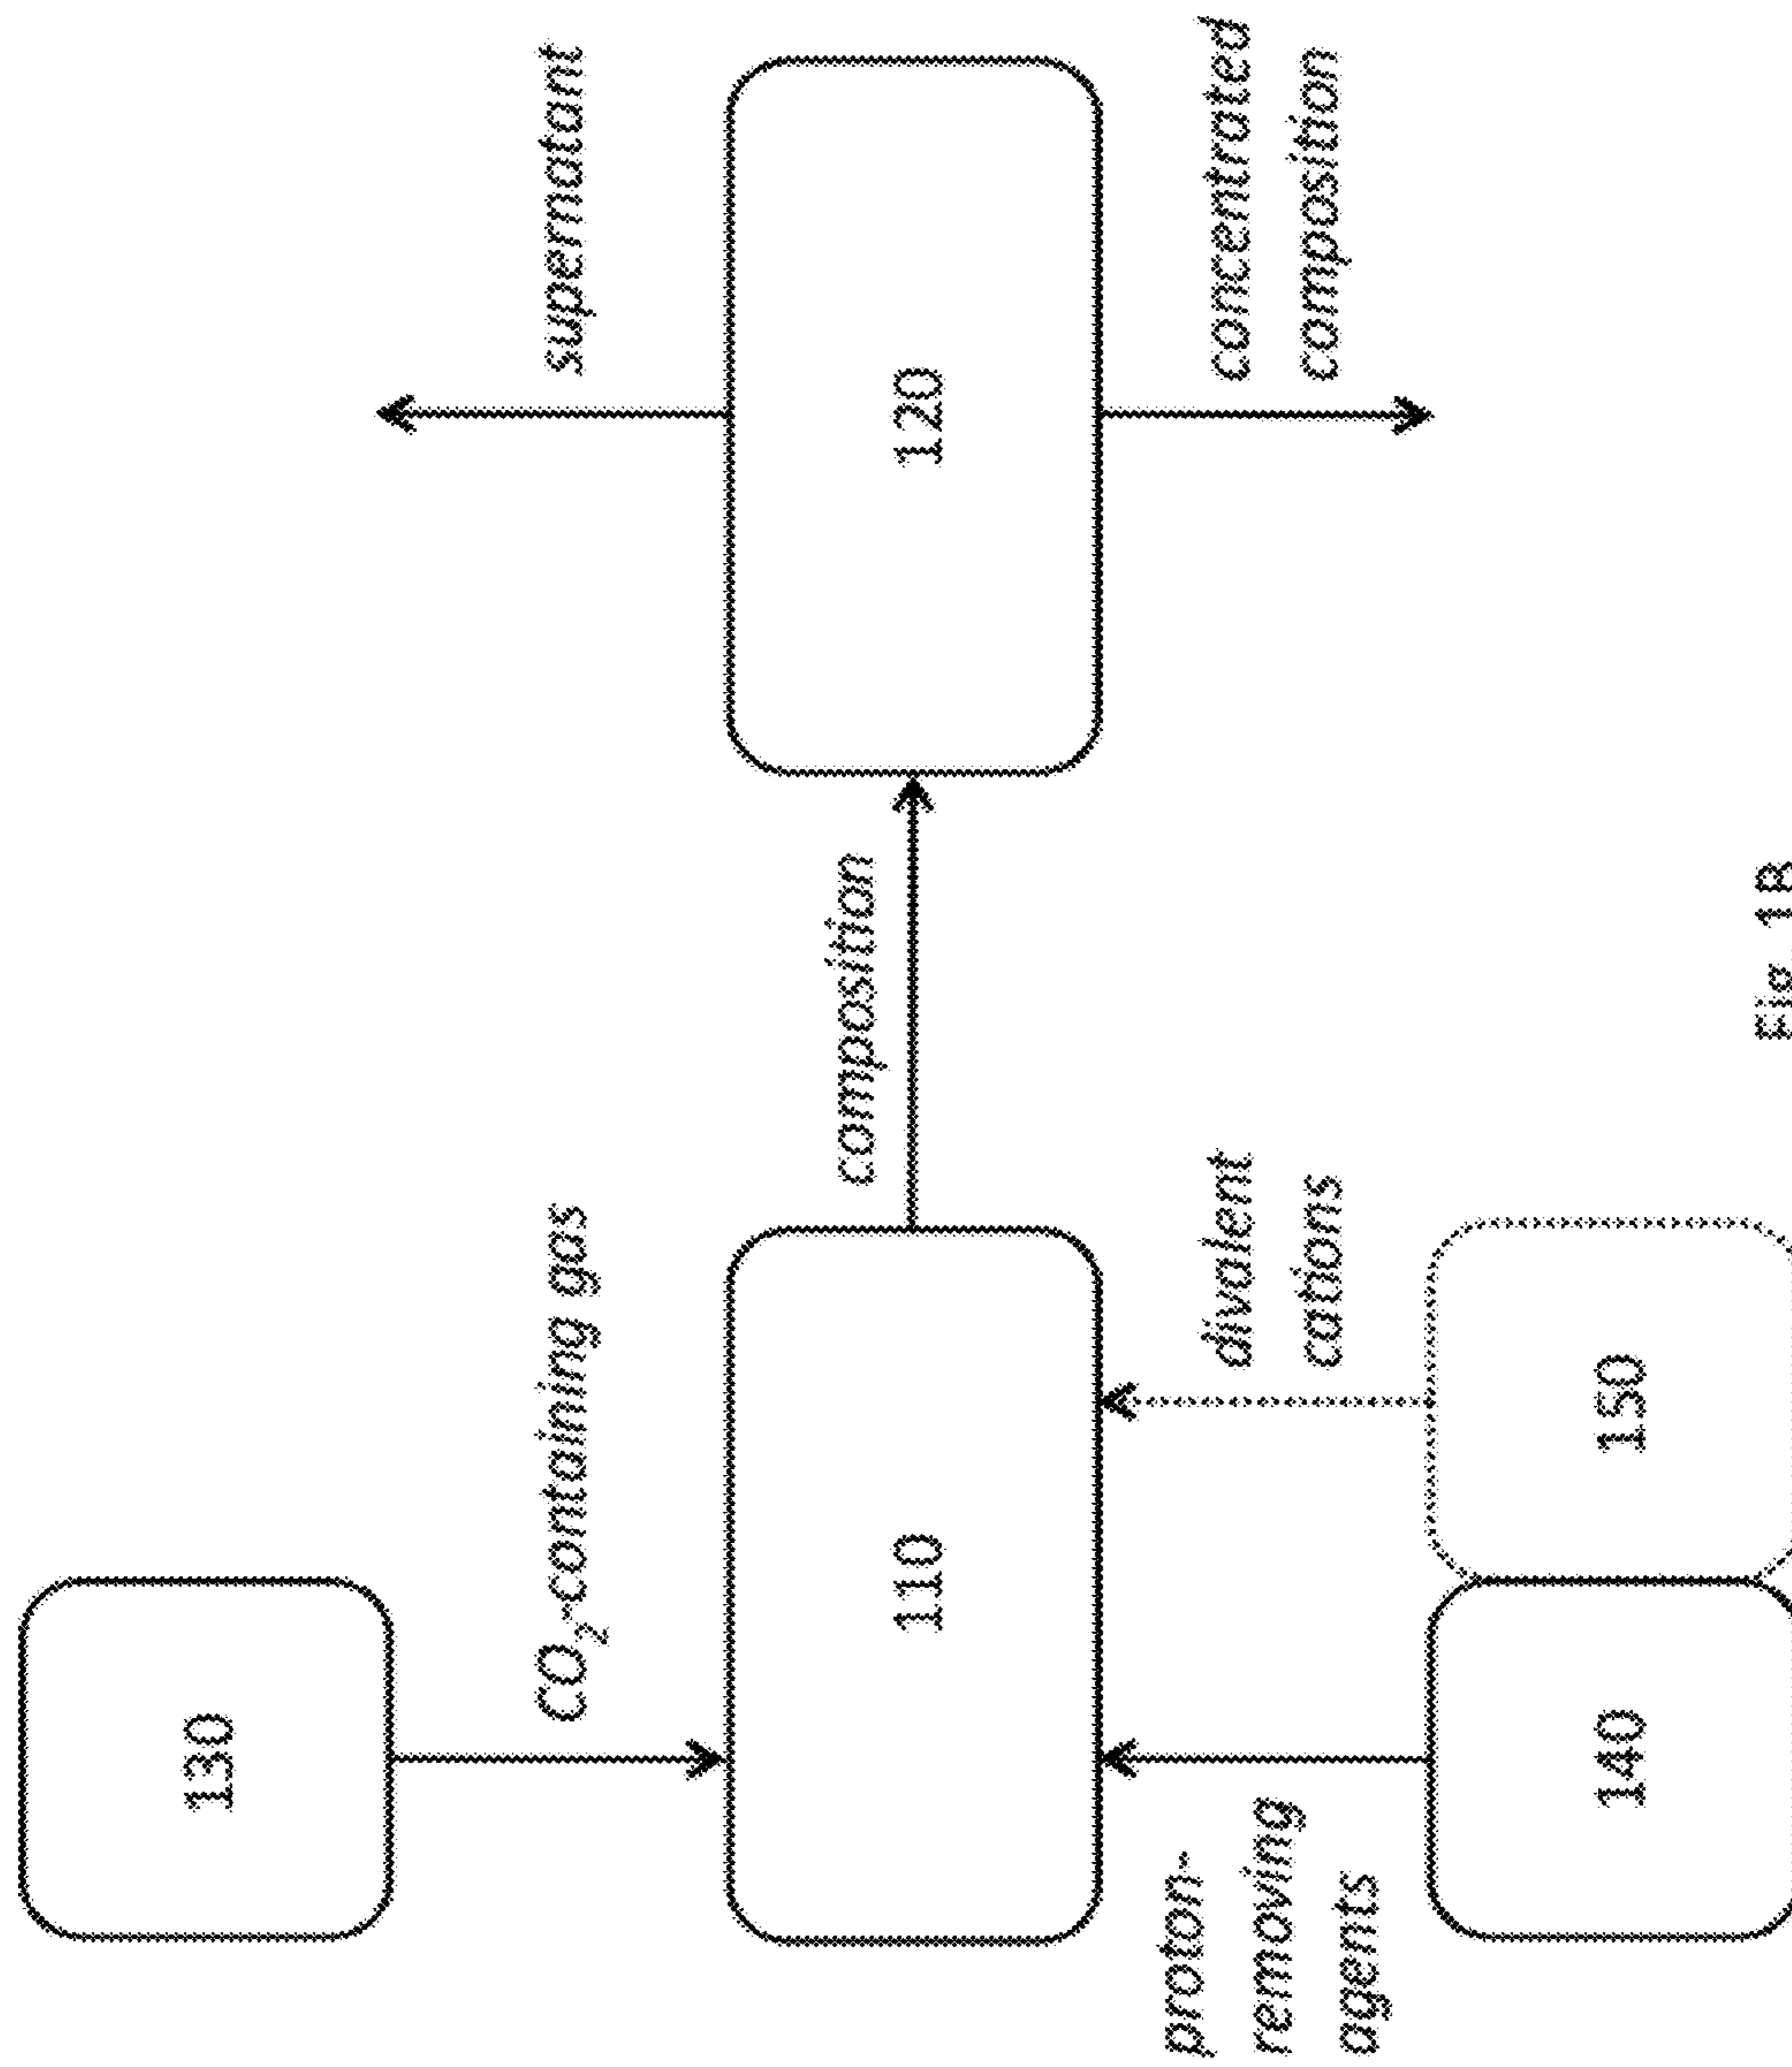 130
CO₂-containing gas
supernatant
110
composition
120
proton-
removing
agents
divalent
cations
concentrated
composition
140
150
Fig. 1B